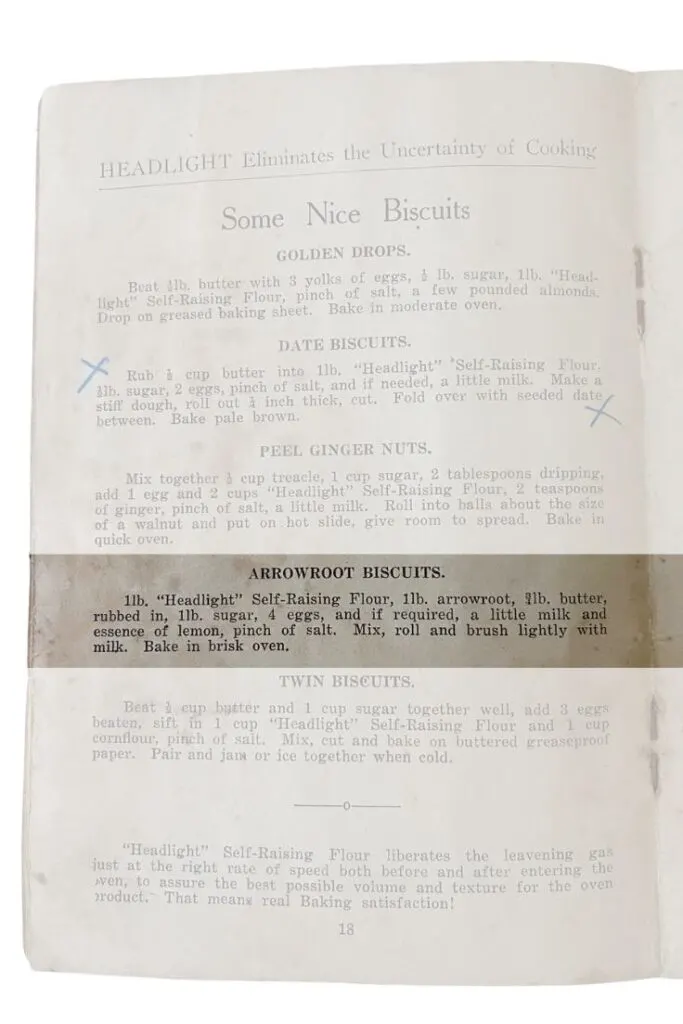 HEADLIGHT Eliminates the Uncertainty of Cooking
Some Nice Biscuits
GOLDEN DROPS.
Beat lb. butter with 3 yolks of eggs, ½ lb. sugar, 1lb. "Head-
light" Self-Raising Flour, pinch of salt, a few pounded almonds.
Drop on greased baking sheet. Bake in moderate oven.
DATE BISCUITS.
Rub ½ cup butter into 1lb. "Headlight" Self-Raising Flour.
lb. sugar, 2 eggs, pinch of salt, and if needed, a little milk. Make a
stiff dough, roll out inch thick, cut. Fold over with seeded date
between. Bake pale brown.
PEEL GINGER NUTS.
Mix together ½ cup treacle, 1 cup sugar, 2 tablespoons dripping,
add 1 egg and 2 cups "Headlight" Self-Raising Flour, 2 teaspoons
of ginger, pinch of salt, a little milk. Roll into balls about the size
of a walnut and put on hot slide, give room to spread. Bake in
quick oven.
ARROWROOT BISCUITS.
1lb. "Headlight" Self-Raising Flour, 1lb. arrowroot, ¾lb. butter,
rubbed in, 1lb. sugar, 4 eggs, and if required, a little milk and
essence of lemon, pinch of salt. Mix, roll and brush lightly with
milk. Bake in brisk oven.
TWIN BISCUITS.
Beat ½ cup butter and 1 cup sugar together well, add 3 eggs
beaten, sift in 1 cup "Headlight" Self-Raising Flour and 1 cup
cornflour, pinch of salt. Mix, cut and bake on buttered greaseproof
paper. Pair and jam or ice together when cold.
"Headlight" Self-Raising Flour liberates the leavening gas
just at the right rate of speed both before and after entering the
oven, to assure the best possible volume and texture for the oven
product. That means real Baking satisfaction!
18